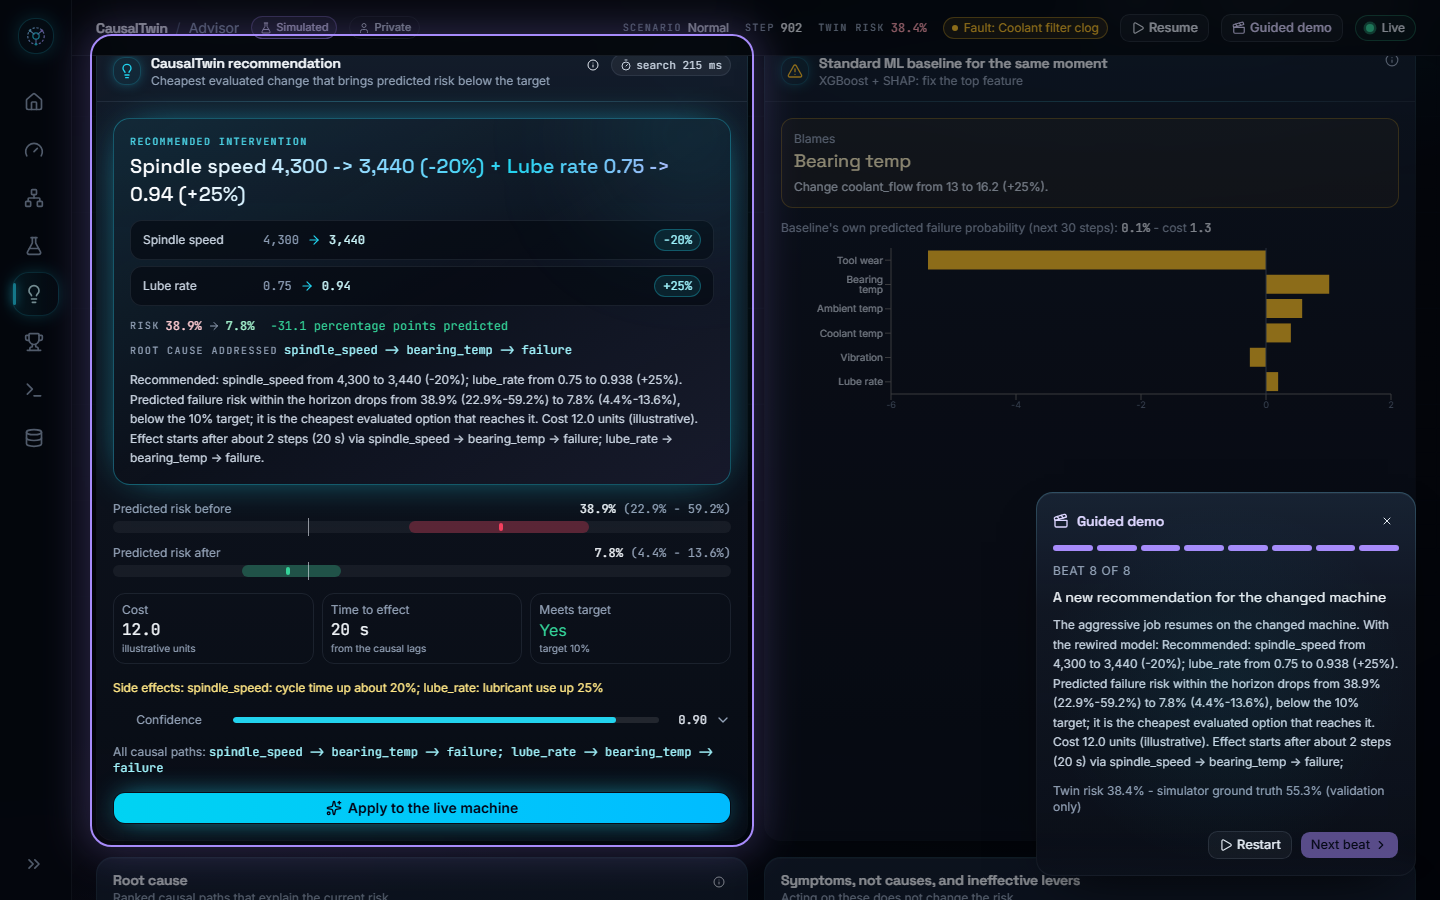 CausalTwin / Advisor Simulated Private SCENARIO Normal STEP 902 TWIN RISK 38.4% Fault: Coolant filter clog Resume Guided demo Live
CausalTwin recommendation
Cheapest evaluated change that brings predicted risk below the target
search 215 ms
RECOMMENDED INTERVENTION
Spindle speed 4,300 -> 3,440 (-20%) + Lube rate 0.75 ->
0.94 (+25%)
Spindle speed 4,300 → 3,440 -20%
Lube rate 0.75 → 0.94 +25%
RISK 38.9% → 7.8% -31.1 percentage points predicted
ROOT CAUSE ADDRESSED spindle_speed → bearing_temp → failure
Recommended: spindle_speed from 4,300 to 3,440 (-20%); lube_rate from 0.75 to 0.938 (+25%).
Predicted failure risk within the horizon drops from 38.9% (22.9%-59.2%) to 7.8% (4.4%-13.6%),
below the 10% target; it is the cheapest evaluated option that reaches it. Cost 12.0 units (illustrative).
Effect starts after about 2 steps (20 s) via spindle_speed → bearing_temp → failure; lube_rate →
bearing_temp → failure.
Predicted risk before 38.9% (22.9% - 59.2%)
Predicted risk after 7.8% (4.4% - 13.6%)
Cost
12.0
illustrative units
Time to effect
20 s
from the causal lags
Meets target
Yes
target 10%
Side effects: spindle_speed: cycle time up about 20%; lube_rate: lubricant use up 25%
Confidence 0.90
All causal paths: spindle_speed → bearing_temp → failure; lube_rate → bearing_temp →
failure
Apply to the live machine
Root cause
Ranked causal paths that explain the current risk
Standard ML baseline for the same moment
XGBoost + SHAP: fix the top feature
Blames
Bearing temp
Change coolant_flow from 13 to 16.2 (+25%).
Baseline's own predicted failure probability (next 30 steps): 0.1% - cost 1.3
Tool wear
Bearing
temp
Ambient temp
Coolant temp
Vibration
Lube rate
-6 -4 -2 0 2
Guided demo
BEAT 8 OF 8
A new recommendation for the changed machine
The aggressive job resumes on the changed machine. With
the rewired model: Recommended: spindle_speed from
4,300 to 3,440 (-20%); lube_rate from 0.75 to 0.938 (+25%).
Predicted failure risk within the horizon drops from 38.9%
(22.9%-59.2%) to 7.8% (4.4%-13.6%), below the 10%
target; it is the cheapest evaluated option that reaches it.
Cost 12.0 units (illustrative). Effect starts after about 2 steps
(20 s) via spindle_speed → bearing_temp → failure;
Twin risk 38.4% - simulator ground truth 55.3% (validation
only)
Restart Next beat
Symptoms, not causes, and ineffective levers
Acting on these does not change the risk